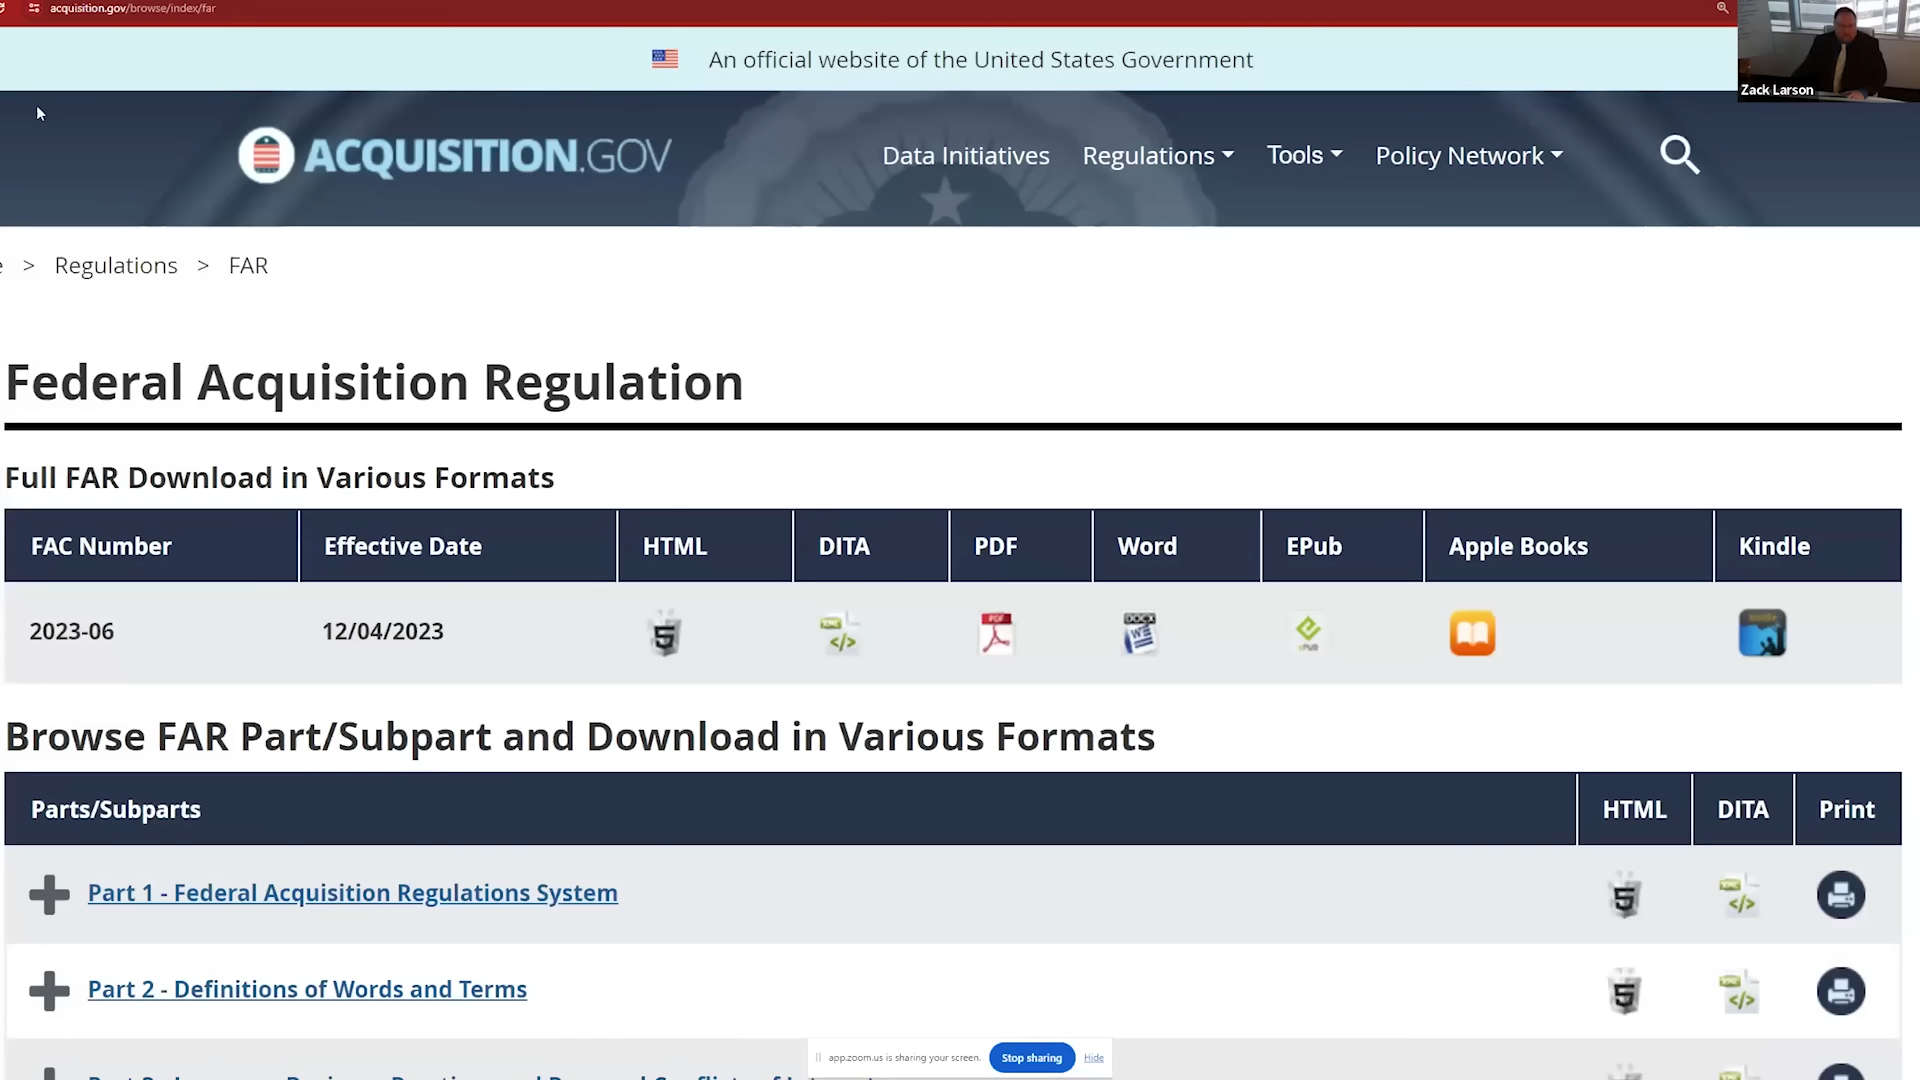 acquisition.gov/browse/index/far
An official website of the United States Government
Zack Larson
ACQUISITION.GOV
Data Initiatives Regulations Tools Policy Network
> Regulations > FAR
Federal Acquisition Regulation
Full FAR Download in Various Formats
FAC Number Effective Date HTML DITA PDF Word EPub Apple Books Kindle
2023-06 12/04/2023
Browse FAR Part/Subpart and Download in Various Formats
Parts/Subparts HTML DITA Print
Part 1 - Federal Acquisition Regulations System
Part 2 - Definitions of Words and Terms
app.zoom.us is sharing your screen. Stop sharing Hide